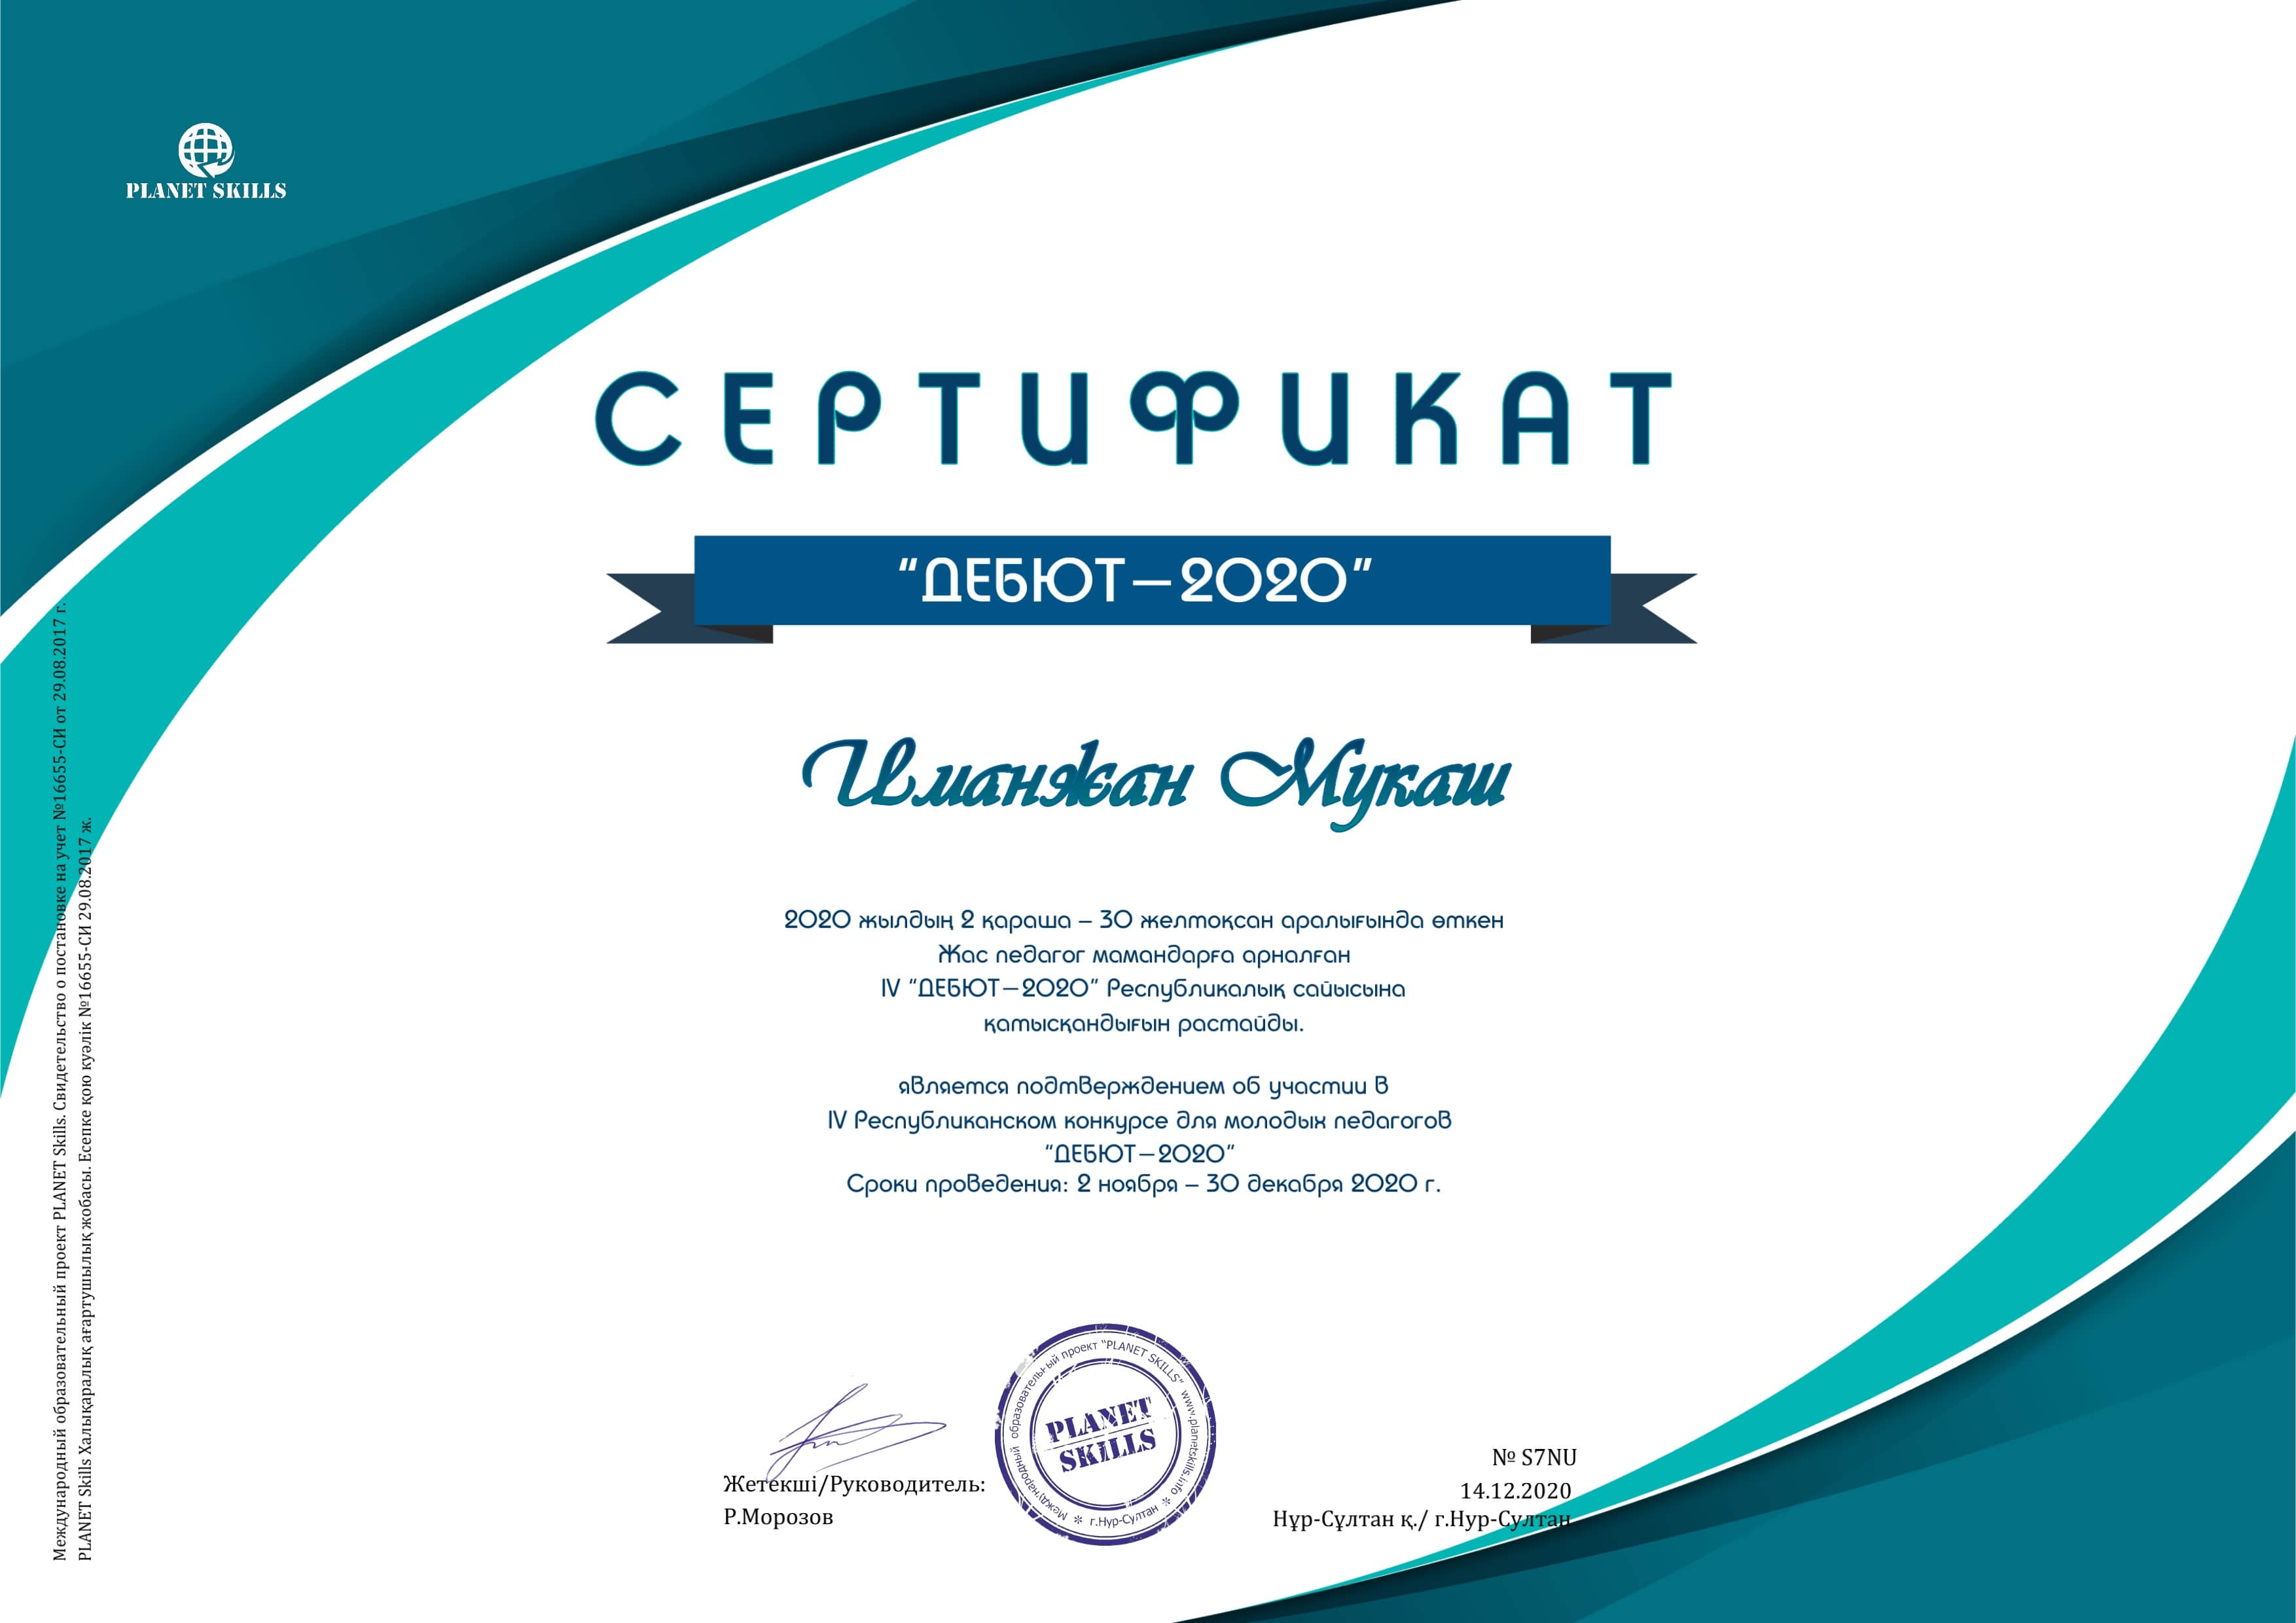 PLANET SKILLS
СЕРТИФИКАТ
“ДЕБЮТ–2020”
Иманжан Мукаш
2020 жылдың 2 қараша – 30 желтоқсан аралығында өткен
Жас педагог мамандарға арналған
IV “ДЕБЮТ–2020” Республикалық сайысына
қатысқандығын растайды.
является подтверждением об участии в
IV Республиканском конкурсе для молодых педагогов
“ДЕБЮТ–2020”
Сроки проведения: 2 ноября – 30 декабря 2020 г.
Жетекші/Руководитель:
Р.Морозов
Международный образовательный проект “PLANET SKILLS” www.planetskills.info * г.Нур-Султан *
PLANET
SKILLS
№ S7NU
14.12.2020
Нұр-Сұлтан қ./ г.Нур-Султан
Международный образовательный проект PLANET Skills. Свидетельство о постановке на учет №16655-СИ от 29.08.2017 г.
PLANET Skills Халықаралық ағартушылық жобасы. Есепке қою куәлік №16655-СИ 29.08.2017 ж.